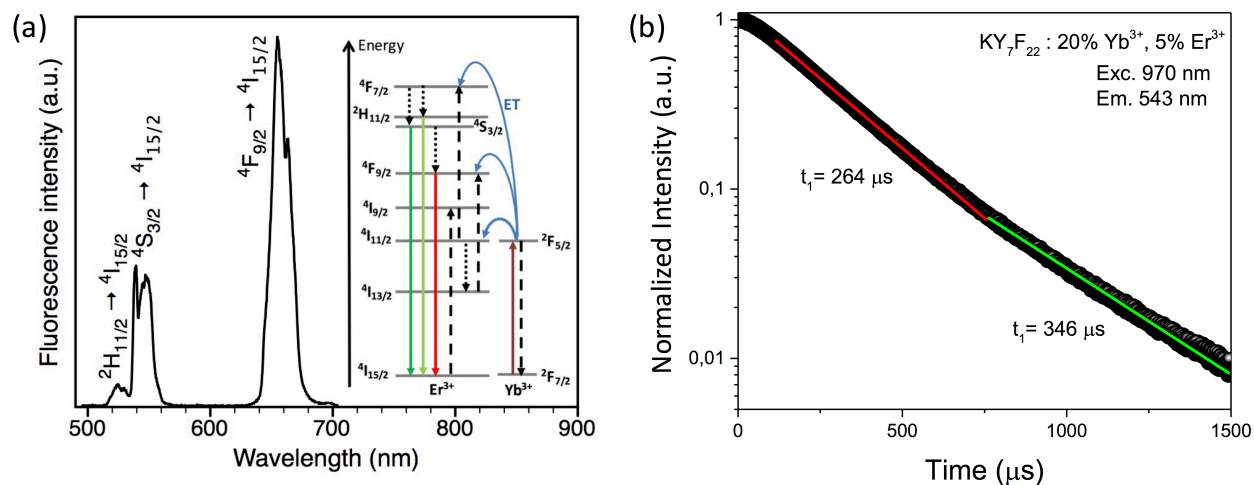 (a)
Fluorescence intensity (a.u.)
²H₁₁/₂ → ⁴I₁₅/₂
⁴S₃/₂ → ⁴I₁₅/₂
⁴F₉/₂ → ⁴I₁₅/₂
Energy
⁴F₇/₂
²H₁₁/₂
⁴S₃/₂
ET
⁴F₉/₂
⁴I₉/₂
⁴I₁₁/₂
²F₅/₂
⁴I₁₃/₂
⁴I₁₅/₂
²F₇/₂
Er³⁺
Yb³⁺
500 600 700 800 900
Wavelength (nm)
(b)
Normalized Intensity (a.u.)
1
0,1
0,01
KY₇F₂₂ : 20% Yb³⁺, 5% Er³⁺
Exc. 970 nm
Em. 543 nm
t₁= 264 μs
t₁= 346 μs
0 500 1000 1500
Time (μs)